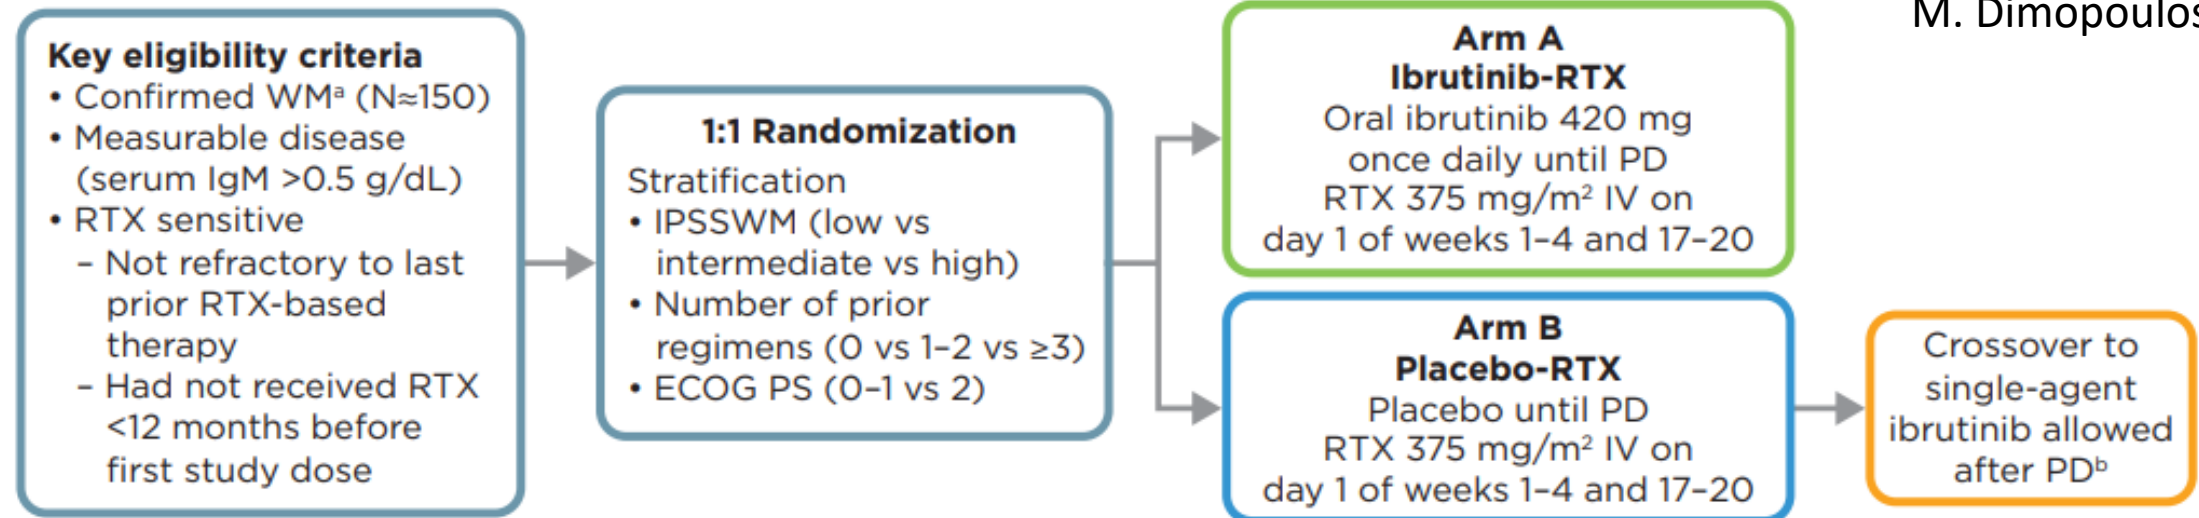 M. Dimopoulos
Key eligibility criteria
• Confirmed WMᵃ (N≈150)
• Measurable disease
(serum IgM >0.5 g/dL)
• RTX sensitive
– Not refractory to last
prior RTX-based
therapy
– Had not received RTX
<12 months before
first study dose
1:1 Randomization
Stratification
• IPSSWM (low vs
intermediate vs high)
• Number of prior
regimens (0 vs 1–2 vs ≥3)
• ECOG PS (0–1 vs 2)
Arm A
Ibrutinib-RTX
Oral ibrutinib 420 mg
once daily until PD
RTX 375 mg/m² IV on
day 1 of weeks 1–4 and 17–20
Arm B
Placebo-RTX
Placebo until PD
RTX 375 mg/m² IV on
day 1 of weeks 1–4 and 17–20
Crossover to
single-agent
ibrutinib allowed
after PDᵇ